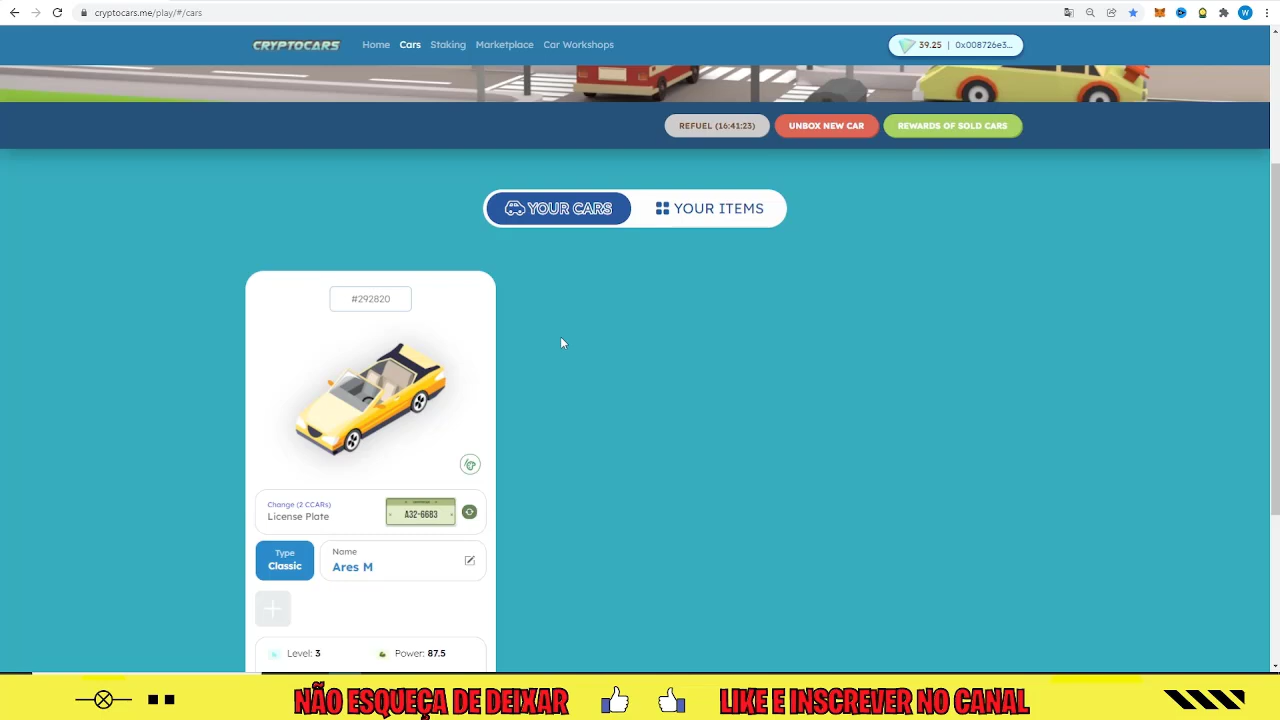 cryptocars.me/play/#/cars
W
CRYPTOCARS
Home
Cars
Staking
Marketplace
Car Workshops
39.25 | 0x008726e3...
REFUEL (16:41:23)
UNBOX NEW CAR
REWARDS OF SOLD CARS
YOUR CARS
YOUR ITEMS
#292820
Change (2 CCARs)
License Plate
A32-6683
Type
Classic
Name
Ares M
Level: 3
Power: 87.5
NÃO ESQUEÇA DE DEIXAR
LIKE E INSCREVER NO CANAL